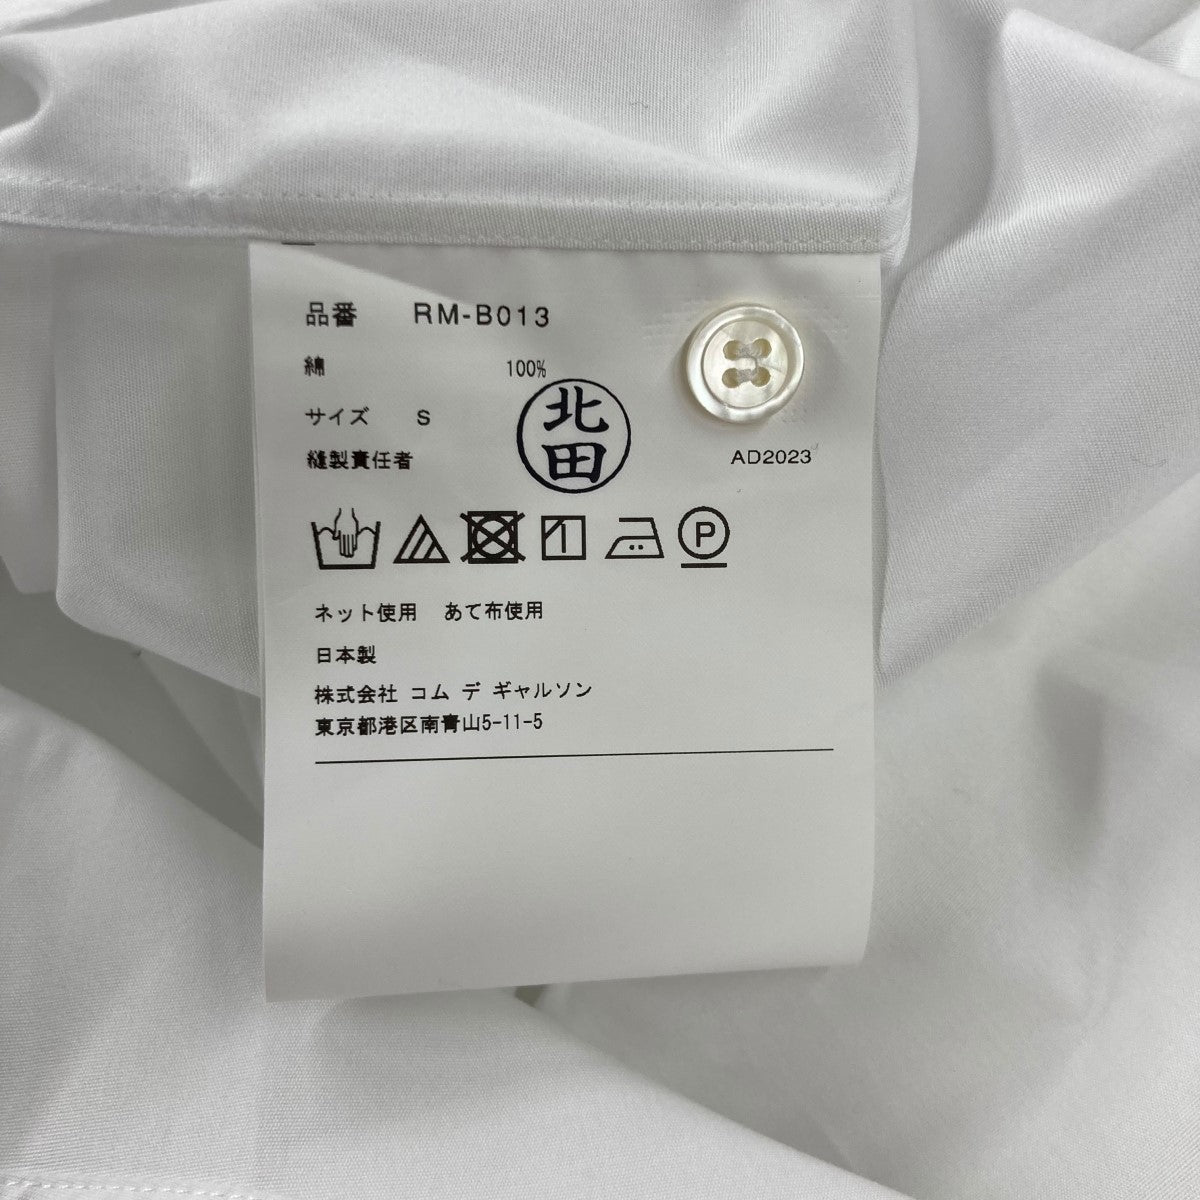 品番 RM-B013
綿 100%
サイズ S
縫製責任者 北田
AD2023
P
ネット使用 あて布使用
日本製
株式会社 コム デ ギャルソン
東京都港区南青山5-11-5